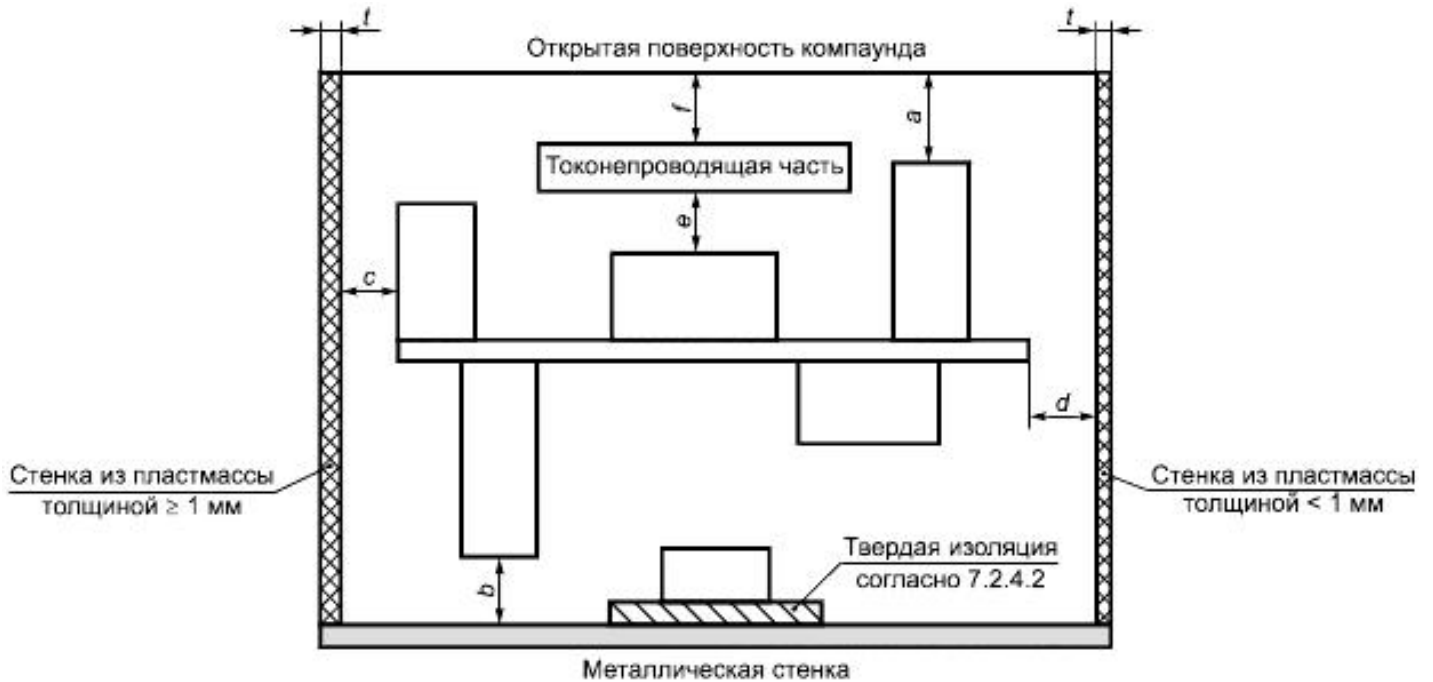 t
t
Открытая поверхность компаунда
f
a
Токонепроводящая часть
e
c
d
Стенка из пластмассы
толщиной ≥ 1 мм
Стенка из пластмассы
толщиной < 1 мм
Твердая изоляция
согласно 7.2.4.2
b
Металлическая стенка